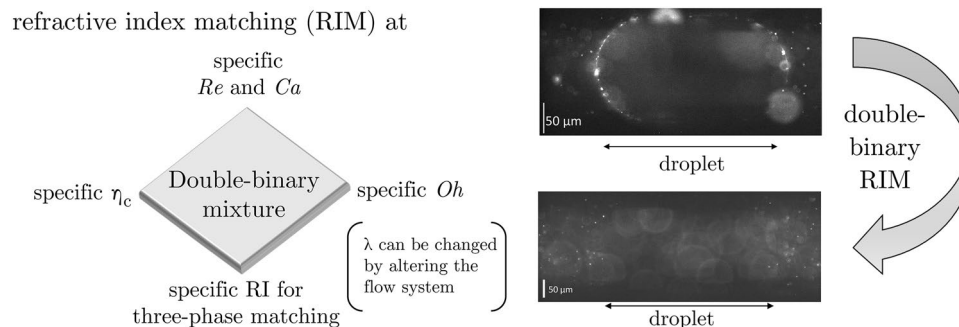 refractive index matching (RIM) at
specific
Re and Ca
specific ηc
Double-binary
mixture
specific Oh
λ can be changed
by altering the
flow system
specific RI for
three-phase matching
50 µm
droplet
50 µm
droplet
double-
binary
RIM